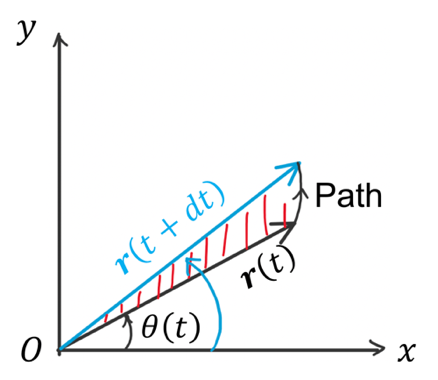 y
r(t + dt)
Path
r(t)
θ(t)
O
x